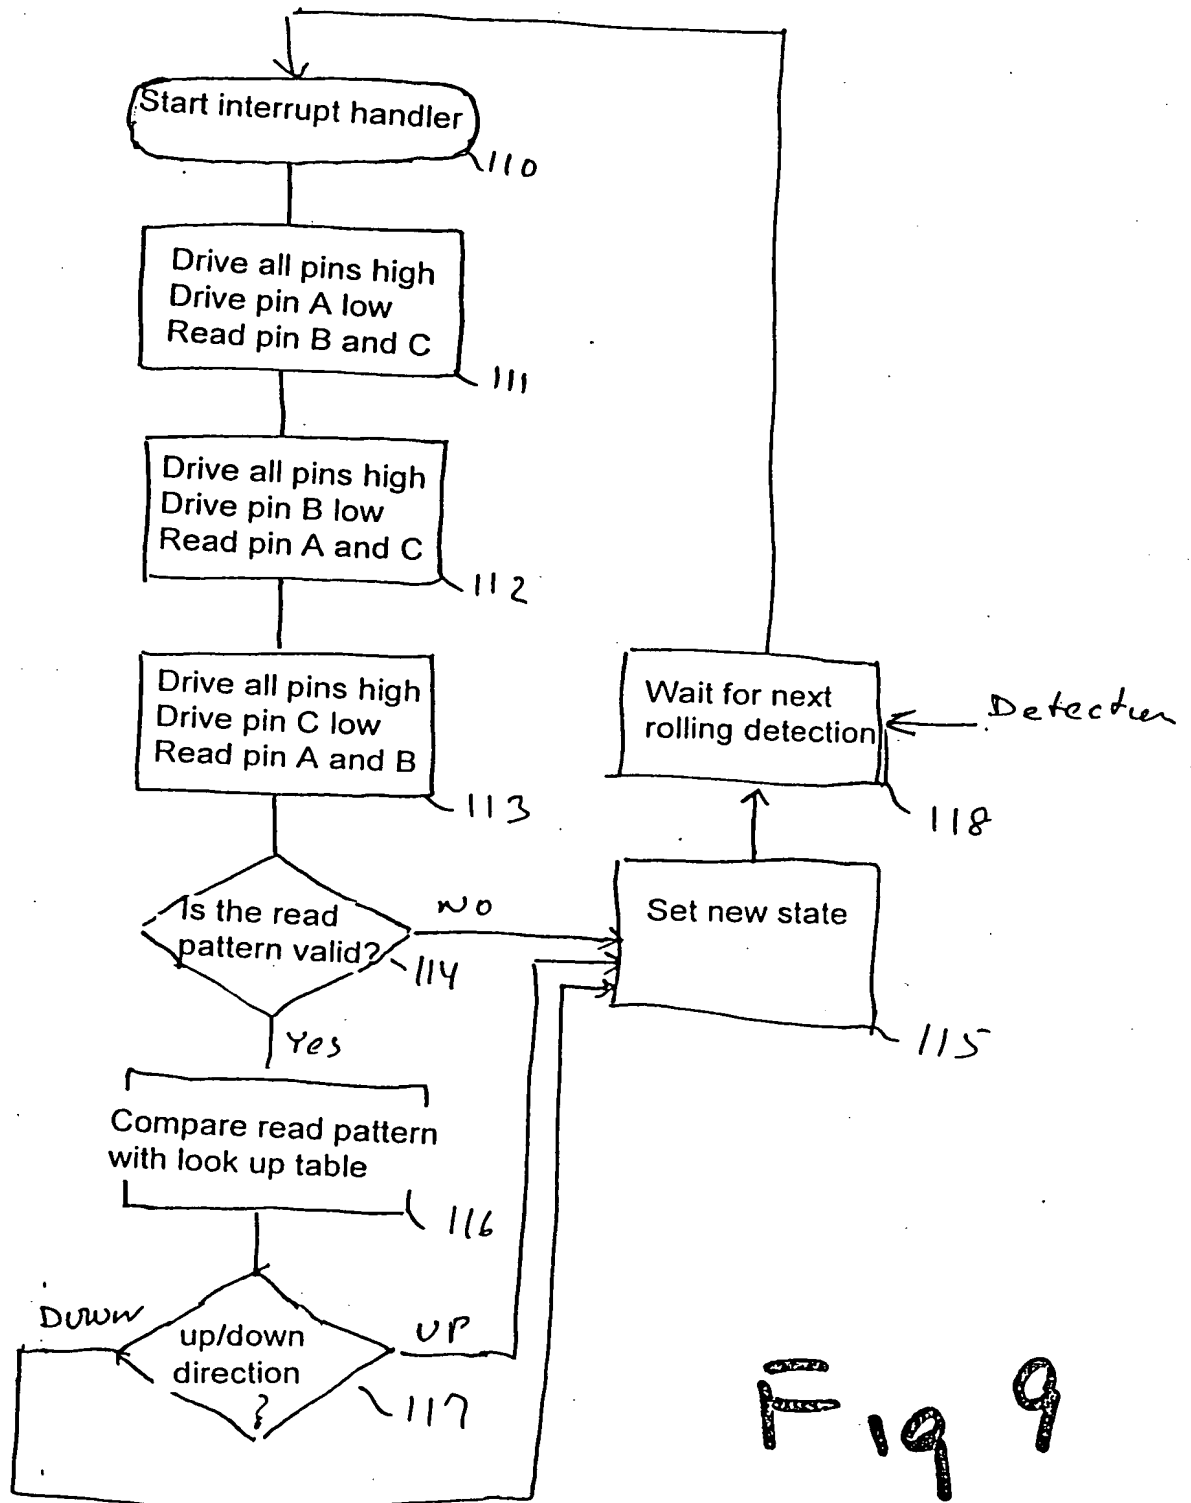 Start interrupt handler
110
Drive all pins high
Drive pin A low
Read pin B and C
111
Drive all pins high
Drive pin B low
Read pin A and C
112
Drive all pins high
Drive pin C low
Read pin A and B
113
Is the read
pattern valid?
114
NO
Yes
Compare read pattern
with look up table
116
up/down
direction
?
117
Down
UP
Set new state
115
Wait for next
rolling detection
118
Detection
Fig 9